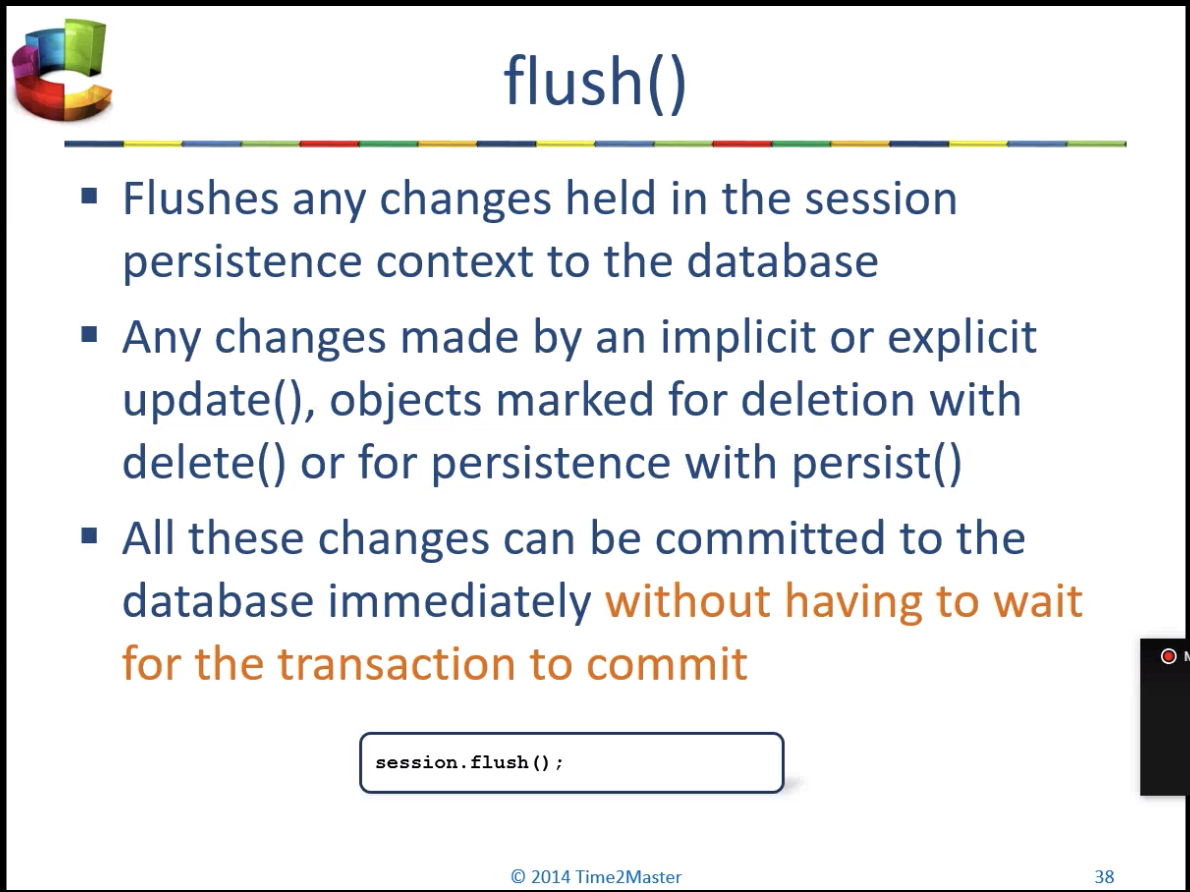 flush()
▪ Flushes any changes held in the session
persistence context to the database
▪ Any changes made by an implicit or explicit
update(), objects marked for deletion with
delete() or for persistence with persist()
▪ All these changes can be committed to the
database immediately without having to wait
for the transaction to commit
session.flush();
© 2014 Time2Master
38